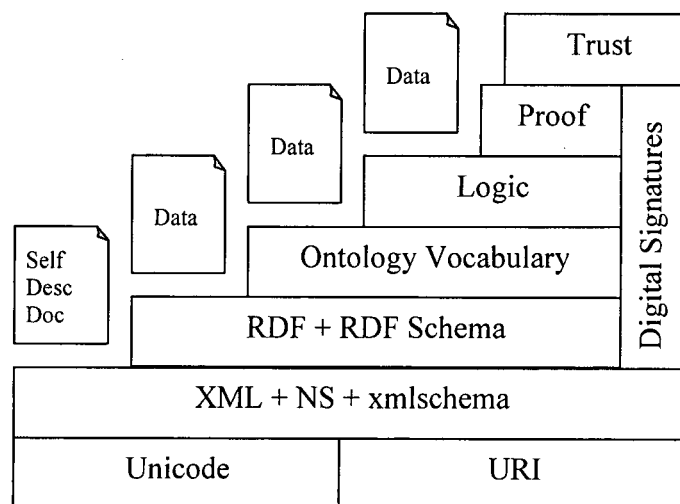 Trust
Data
Proof
Data
Logic
Data
Digital Signatures
Self
Desc
Doc
Ontology Vocabulary
RDF + RDF Schema
XML + NS + xmlschema
Unicode
URI